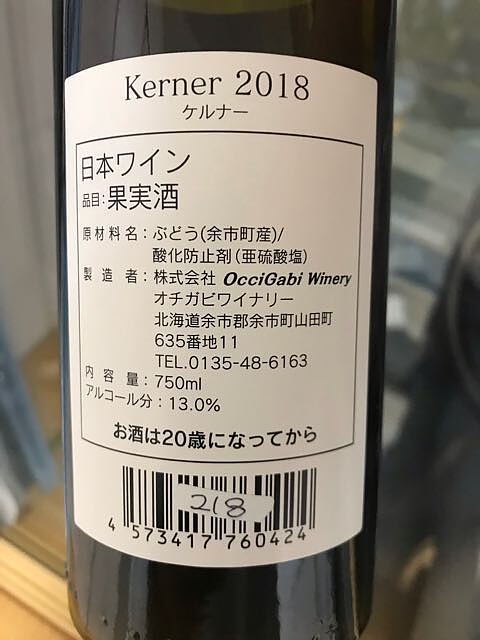 Kerner 2018
ケルナー
日本ワイン
品目:果実酒
原材料名:ぶどう(余市町産)/
酸化防止剤(亜硫酸塩)
製造者:株式会社 OcciGabi Winery
オチガビワイナリー
北海道余市郡余市町山田町
635番地11
TEL.0135-48-6163
内容量:750ml
アルコール分:13.0%
お酒は20歳になってから
218
4 573417 760424